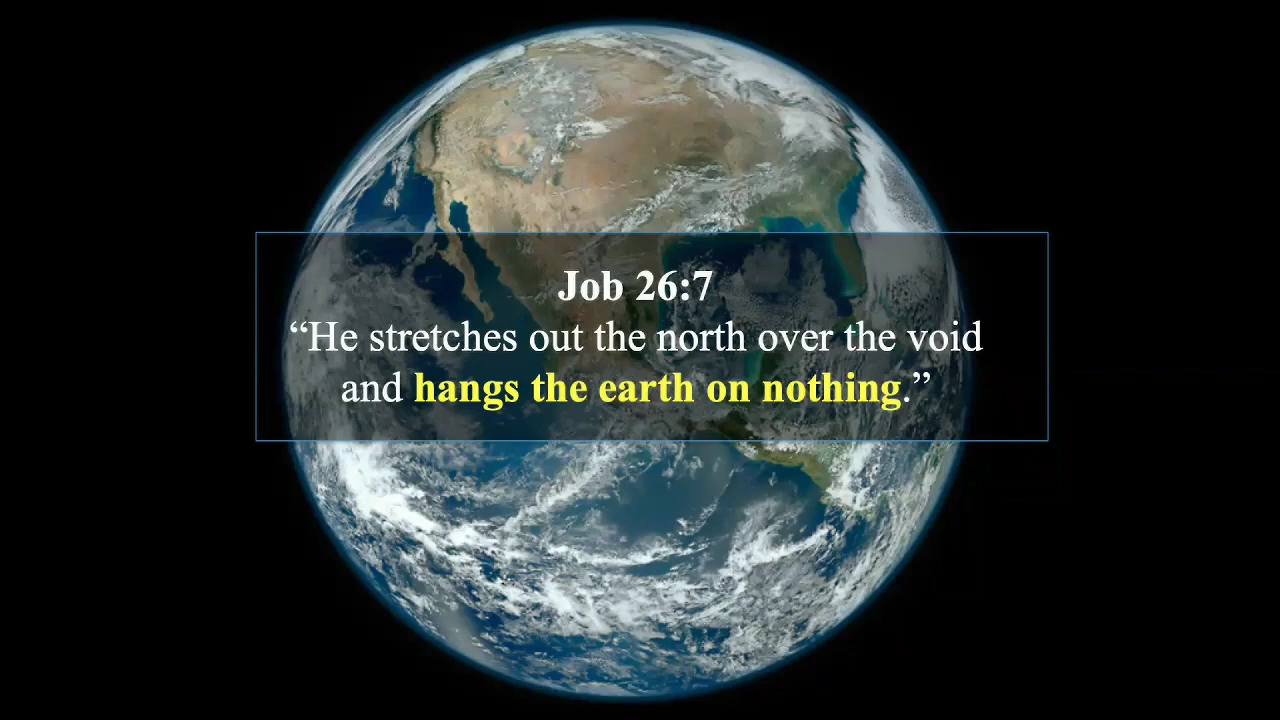 Job 26:7
“He stretches out the north over the void
and hangs the earth on nothing.”